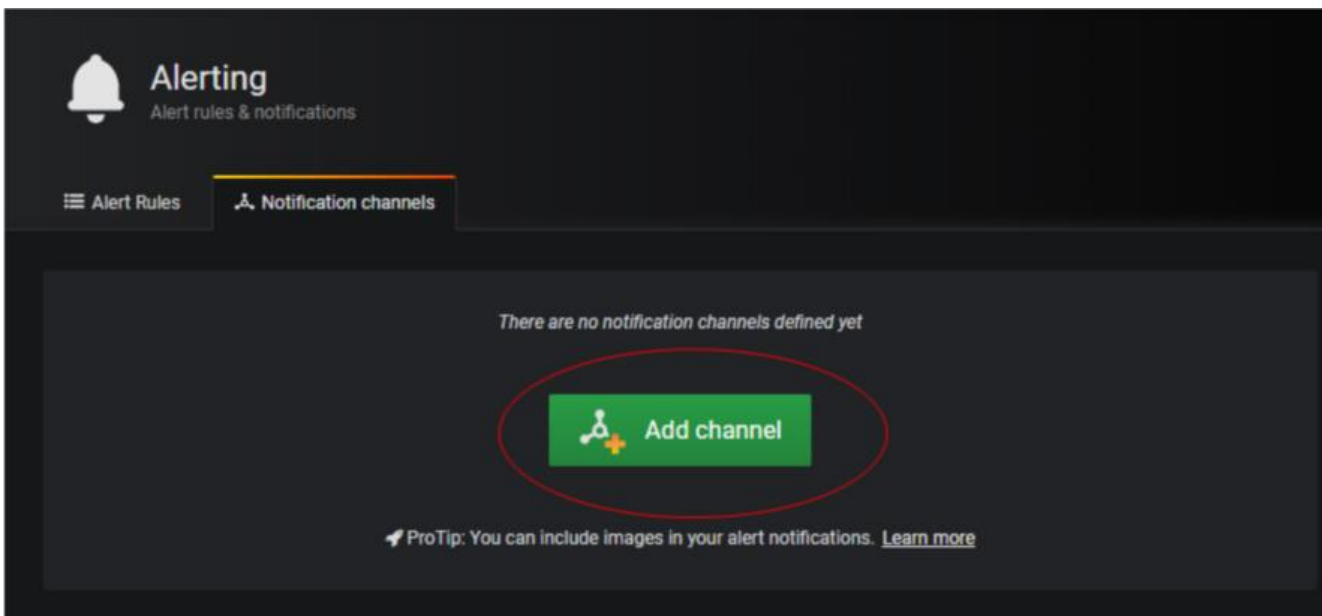 Alerting
Alert rules & notifications
Alert Rules
Notification channels
There are no notification channels defined yet
Add channel
ProTip: You can include images in your alert notifications. Learn more